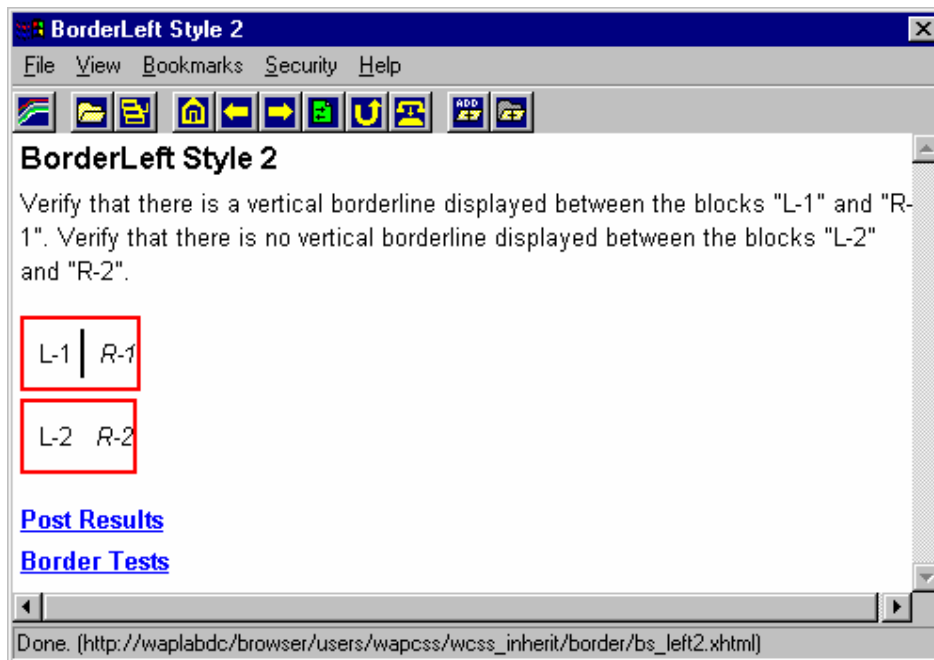 BorderLeft Style 2
File View Bookmarks Security Help
ADD
BorderLeft Style 2
Verify that there is a vertical borderline displayed between the blocks "L-1" and "R-
1". Verify that there is no vertical borderline displayed between the blocks "L-2"
and "R-2".
L-1 R-1
L-2 R-2
Post Results
Border Tests
Done. (http://waplabdc/browser/users/wapcss/wcss_inherit/border/bs_left2.xhtml)